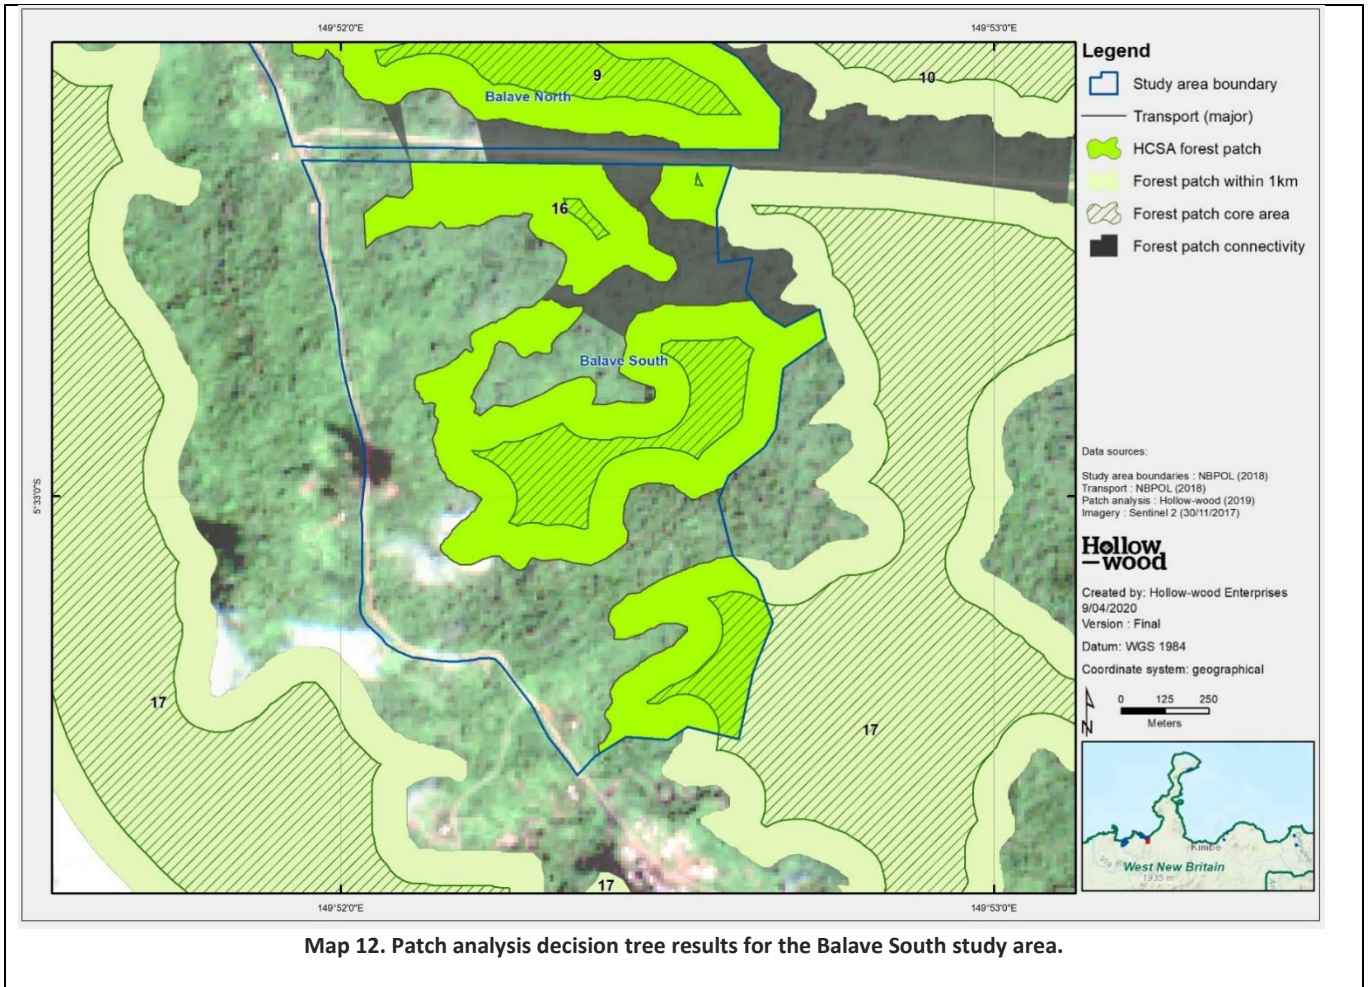 149°52'0"E
149°53'0"E
9
10
Balave North
16
Balave South
5°33'0"S
17
17
17
149°52'0"E
149°53'0"E
Legend
Study area boundary
Transport (major)
HCSA forest patch
Forest patch within 1km
Forest patch core area
Forest patch connectivity
Data sources:
Study area boundaries : NBPOL (2018)
Transport : NBPOL (2018)
Patch analysis : Hollow-wood (2019)
Imagery : Sentinel 2 (30/11/2017)
Hollow
—wood
Created by: Hollow-wood Enterprises
9/04/2020
Version : Final
Datum: WGS 1984
Coordinate system: geographical
N
0 125 250
Meters
Kimbe
West New Britain
1935 m
Map 12. Patch analysis decision tree results for the Balave South study area.